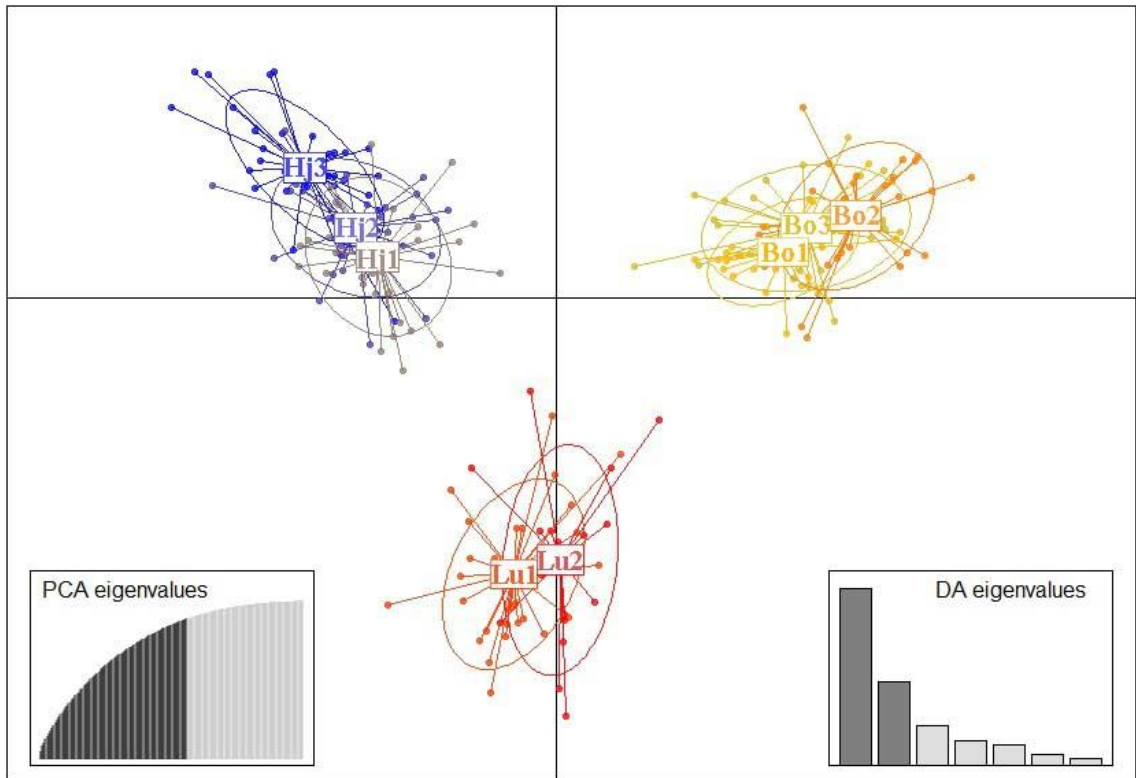 Hj3
Hj2
Hj1
Bo2
Bo3
Bo1
Lu2
Lu1
PCA eigenvalues
DA eigenvalues